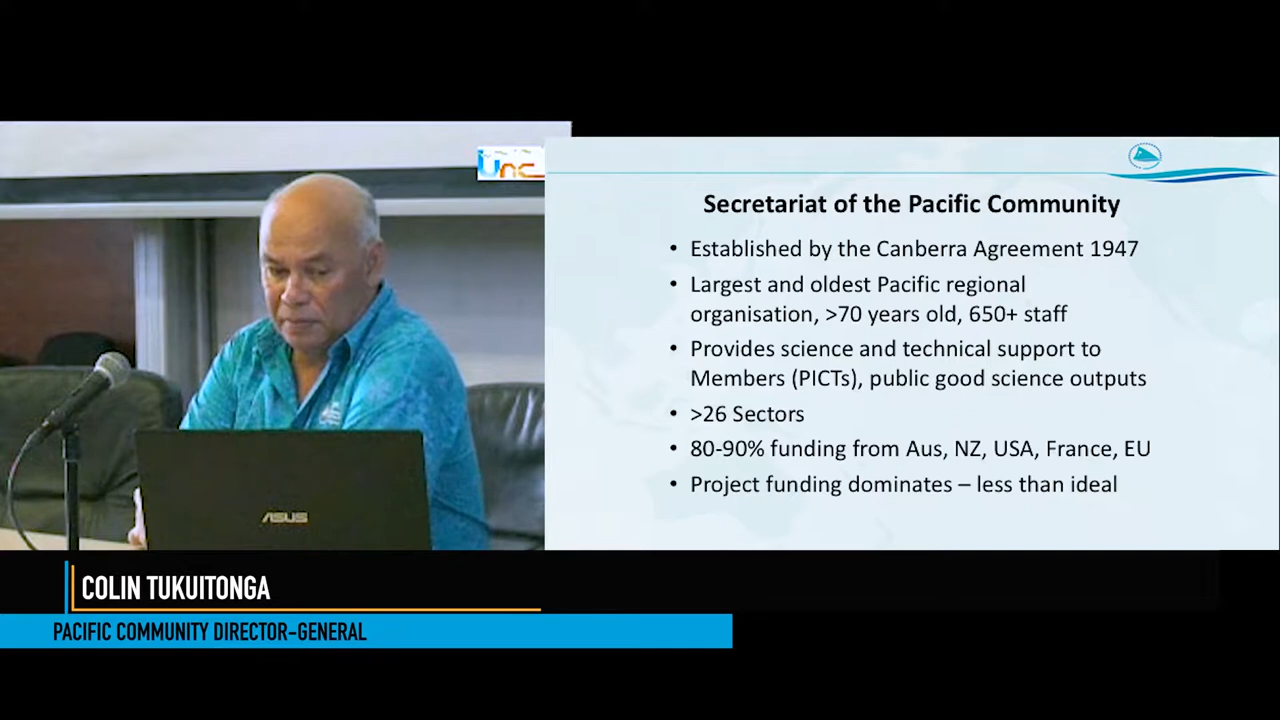 Unc
Secretariat of the Pacific Community
• Established by the Canberra Agreement 1947
• Largest and oldest Pacific regional
organisation, >70 years old, 650+ staff
• Provides science and technical support to
Members (PICTs), public good science outputs
• >26 Sectors
• 80-90% funding from Aus, NZ, USA, France, EU
• Project funding dominates – less than ideal
ASUS
COLIN TUKUITONGA
PACIFIC COMMUNITY DIRECTOR-GENERAL